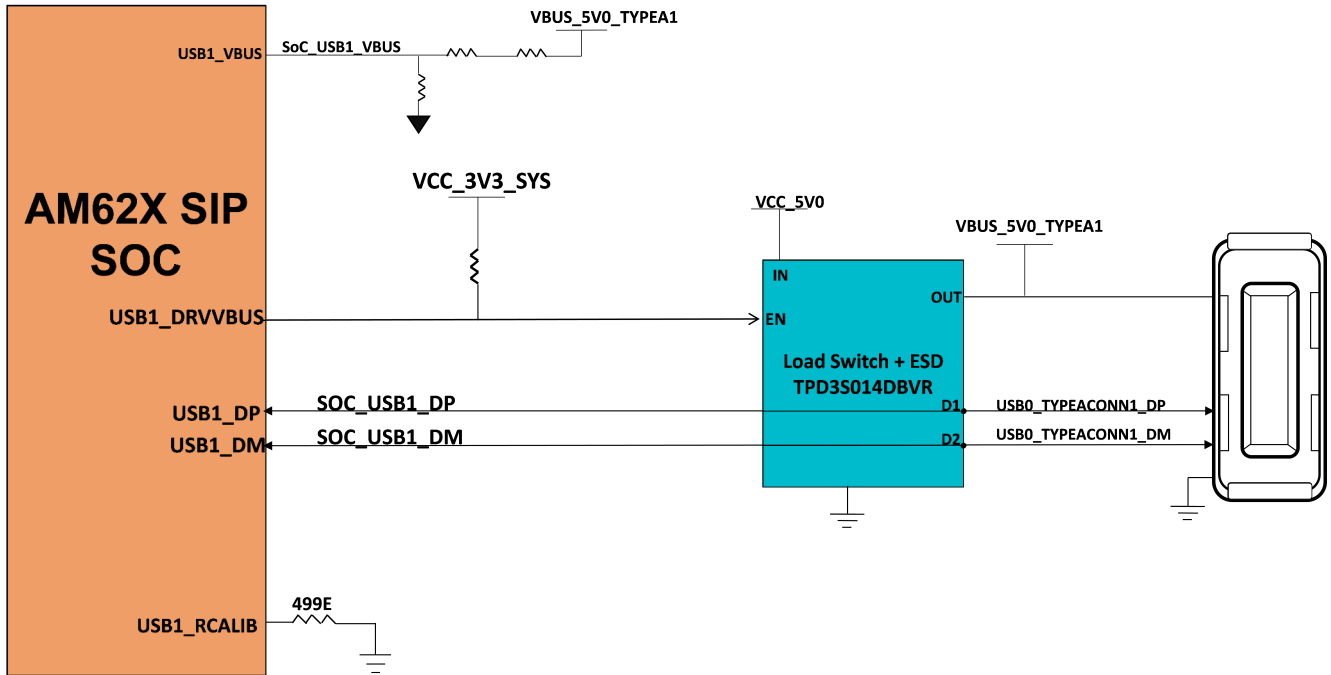 VBUS_5V0_TYPEA1
USB1_VBUS
SoC_USB1_VBUS
VCC_3V3_SYS
AM62X SIP
SOC
VCC_5V0
VBUS_5V0_TYPEA1
IN
OUT
USB1_DRVVBUS
EN
Load Switch + ESD
TPD3S014DBVR
USB1_DP
SOC_USB1_DP
D1
USB0_TYPEACONN1_DP
USB1_DM
SOC_USB1_DM
D2
USB0_TYPEACONN1_DM
499E
USB1_RCALIB